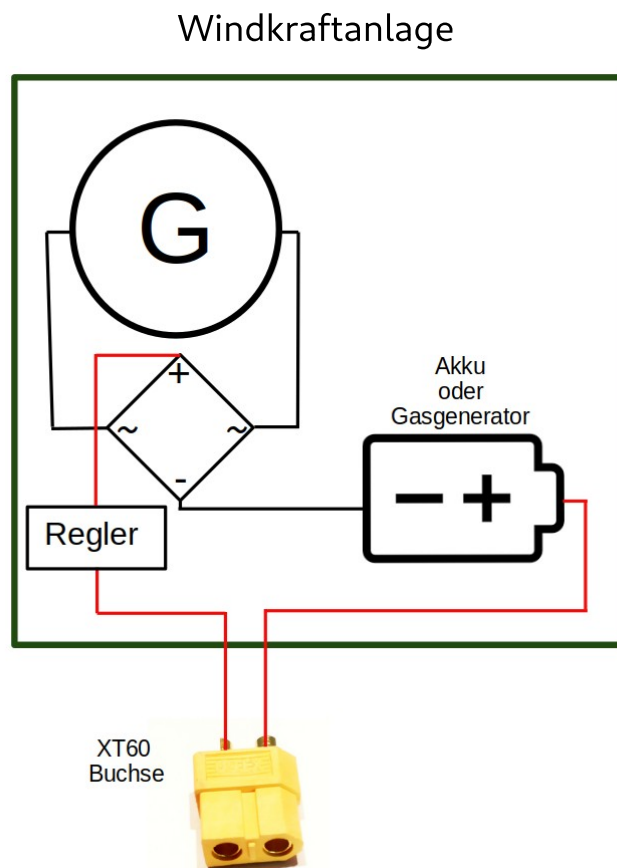 Windkraftanlage
G
+
~ ~
-
Akku
oder
Gasgenerator
− +
Regler
XT60
Buchse